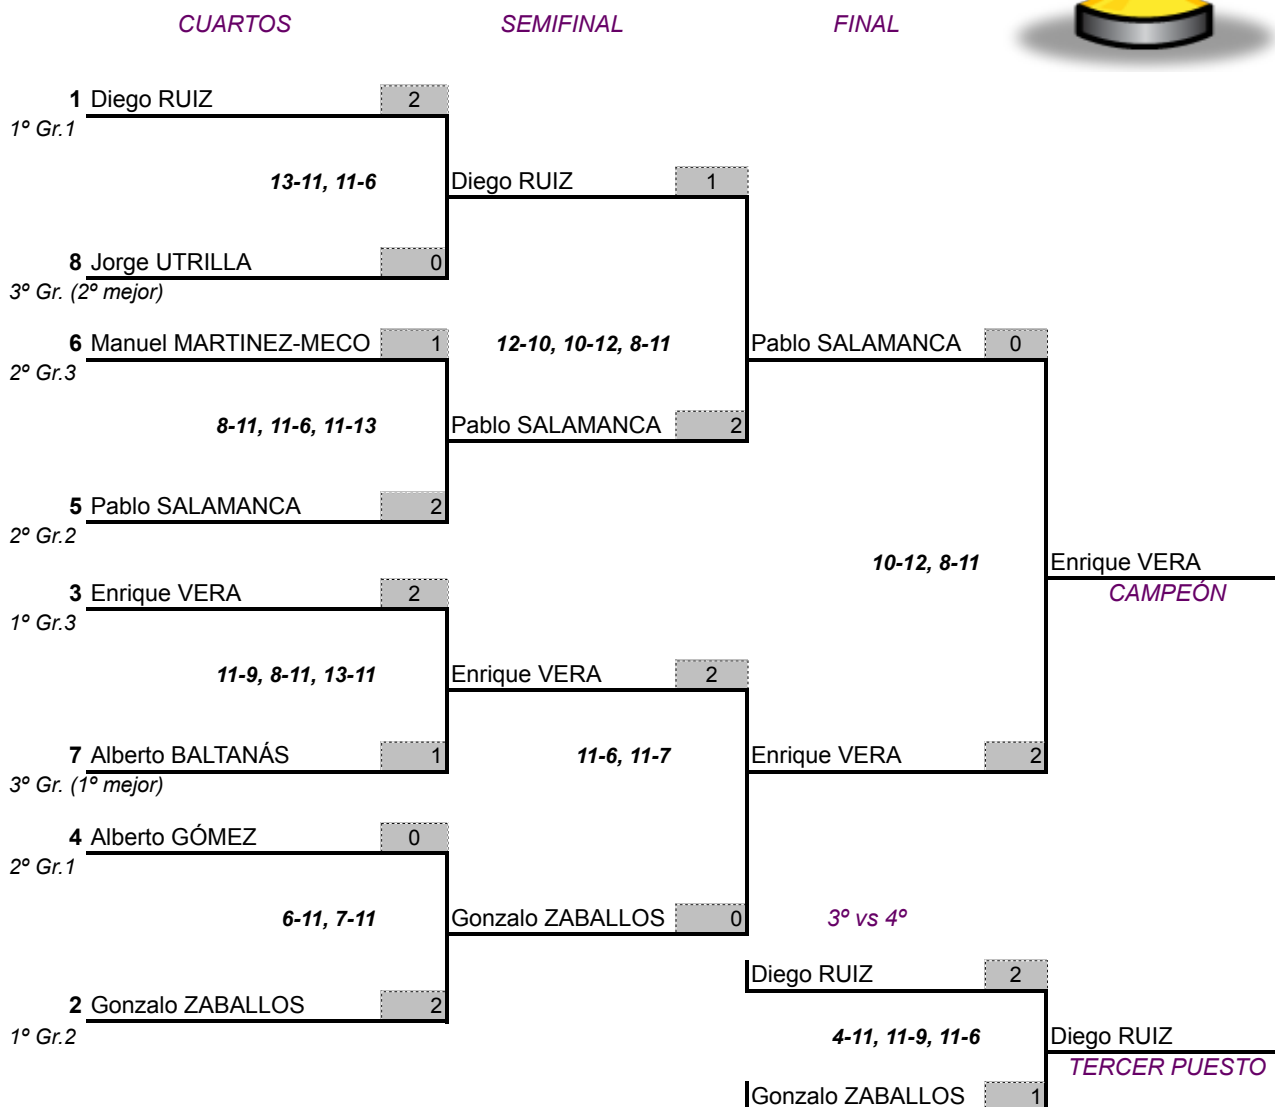 CUARTOS SEMIFINAL FINAL
1 Diego RUIZ 2
1º Gr.1
13-11, 11-6 Diego RUIZ 1
8 Jorge UTRILLA 0
3º Gr. (2º mejor)
6 Manuel MARTINEZ-MECO 1 12-10, 10-12, 8-11 Pablo SALAMANCA 0
2º Gr.3
8-11, 11-6, 11-13 Pablo SALAMANCA 2
5 Pablo SALAMANCA 2
2º Gr.2
10-12, 8-11 Enrique VERA
3 Enrique VERA 2 CAMPEÓN
1º Gr.3
11-9, 8-11, 13-11 Enrique VERA 2
7 Alberto BALTANÁS 1 11-6, 11-7 Enrique VERA 2
3º Gr. (1º mejor)
4 Alberto GÓMEZ 0
2º Gr.1
6-11, 7-11 Gonzalo ZABALLOS 0 3º vs 4º
Diego RUIZ 2
2 Gonzalo ZABALLOS 2
1º Gr.2 4-11, 11-9, 11-6 Diego RUIZ
TERCER PUESTO
Gonzalo ZABALLOS 1